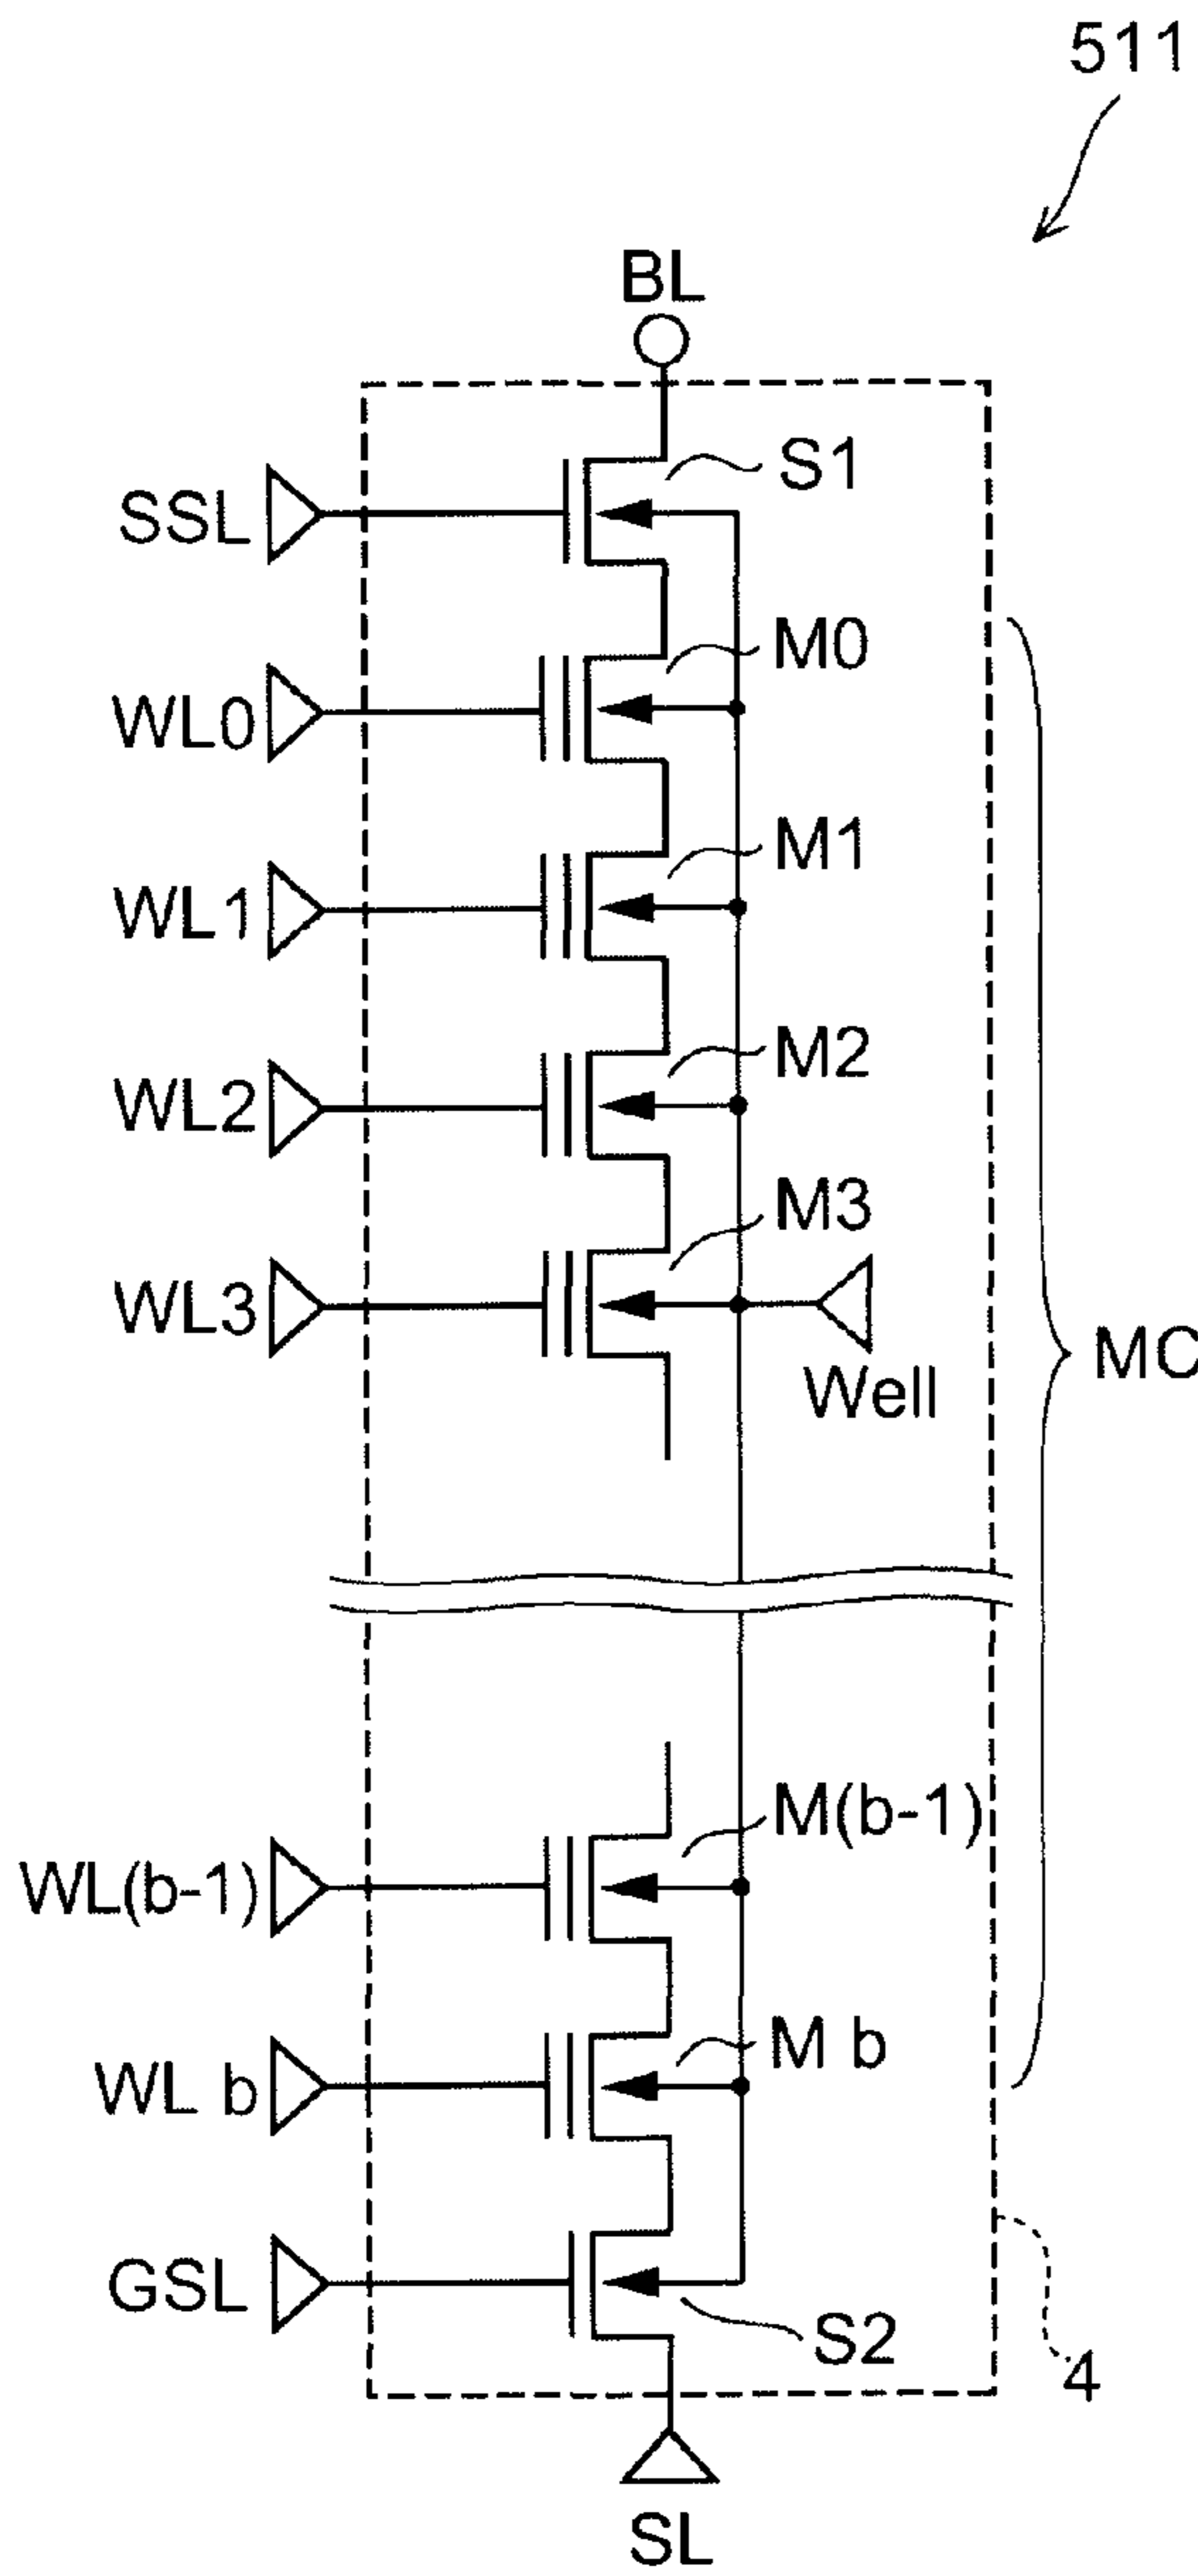 511
BL
S1
SSL
M0
WL0
M1
WL1
M2
WL2
M3
WL3
MC
Well
M(b-1)
WL(b-1)
M b
WL b
GSL
S2
4
SL